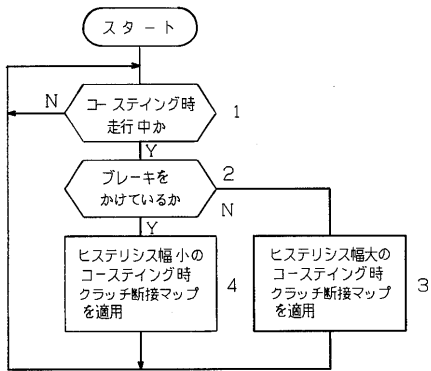 スタート
N
コースティング時
走行中か
1
Y
ブレーキを
かけているか
2
N
Y
ヒステリシス幅小の
コースティング時
クラッチ断接マップ
を適用
4
ヒステリシス幅大の
コースティング時
クラッチ断接マップ
を適用
3